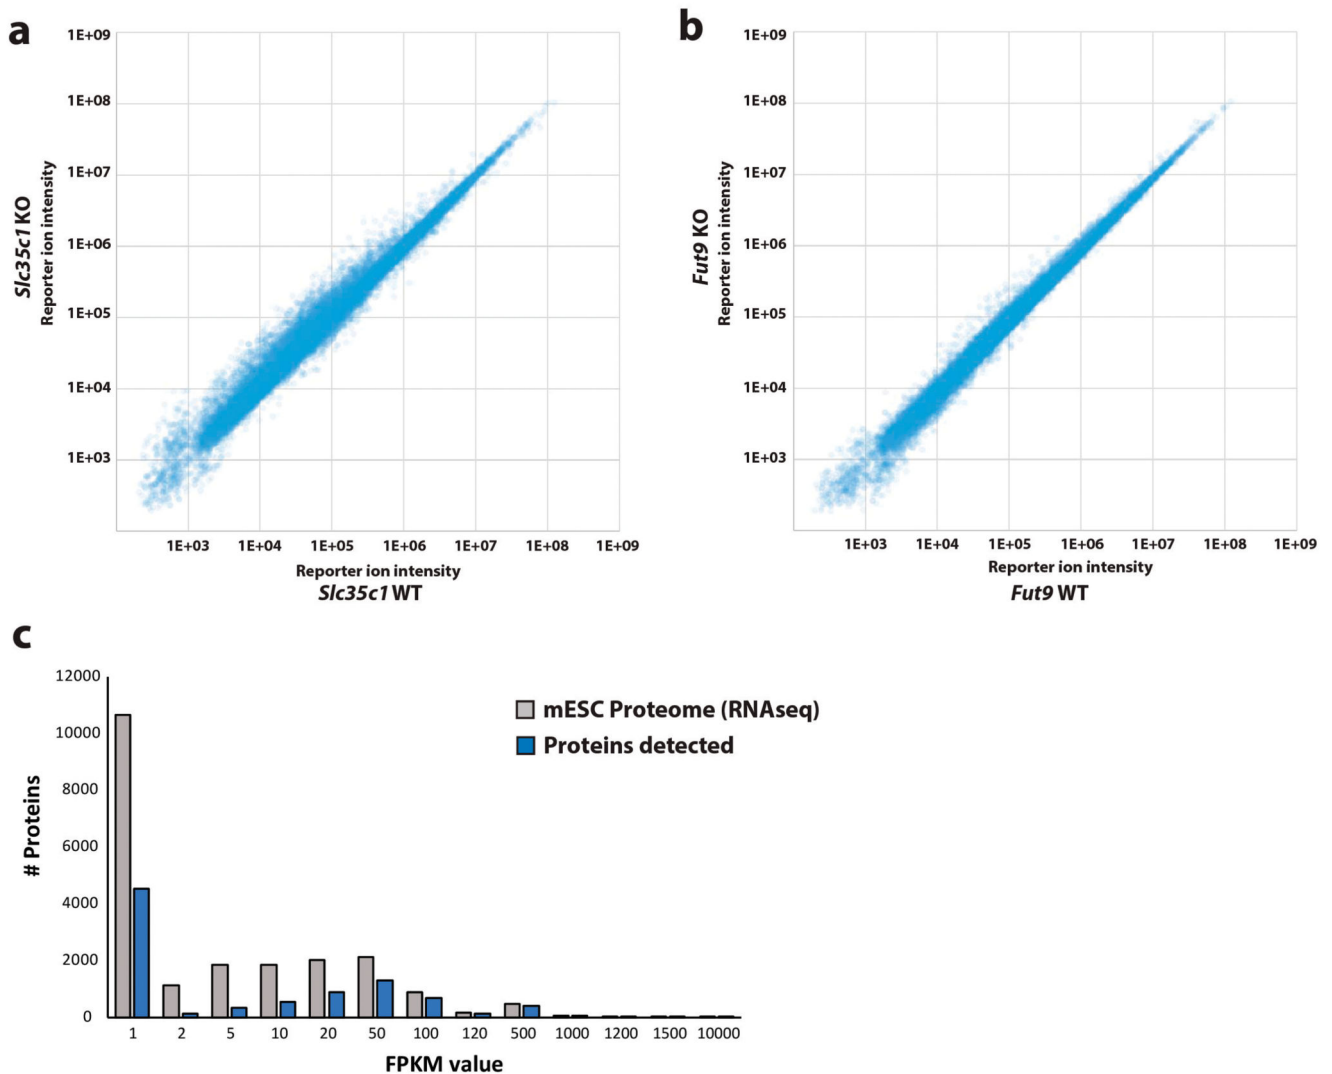 a
1E+09
1E+08
1E+07
1E+06
1E+05
1E+04
1E+03
Slc35c1 KO
Reporter ion intensity
1E+03 1E+04 1E+05 1E+06 1E+07 1E+08 1E+09
Reporter ion intensity
Slc35c1 WT
b
1E+09
1E+08
1E+07
1E+06
1E+05
1E+04
1E+03
Fut9 KO
Reporter ion intensity
1E+03 1E+04 1E+05 1E+06 1E+07 1E+08 1E+09
Reporter ion intensity
Fut9 WT
c
12000
10000
8000
6000
4000
2000
0
# Proteins
mESC Proteome (RNAseq)
Proteins detected
1 2 5 10 20 50 100 120 500 1000 1200 1500 10000
FPKM value